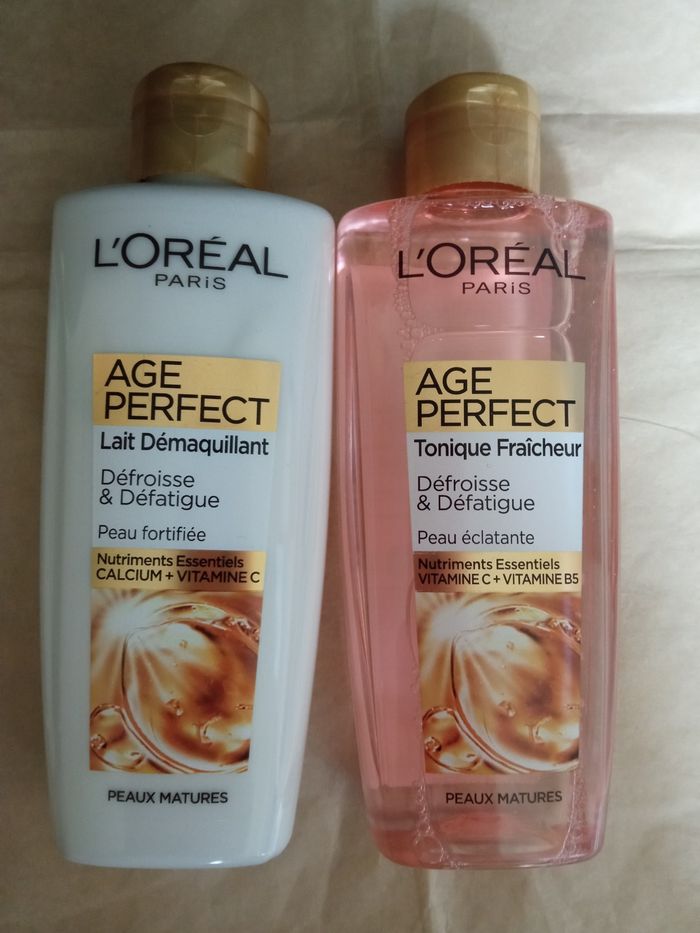 L'ORÉAL
PARiS
AGE
PERFECT
Lait Démaquillant
Défroisse
& Défatigue
Peau fortifiée
Nutriments Essentiels
CALCIUM + VITAMINE C
PEAUX MATURES
L'ORÉAL
PARiS
AGE
PERFECT
Tonique Fraîcheur
Défroisse
& Défatigue
Peau éclatante
Nutriments Essentiels
VITAMINE C + VITAMINE B5
PEAUX MATURES